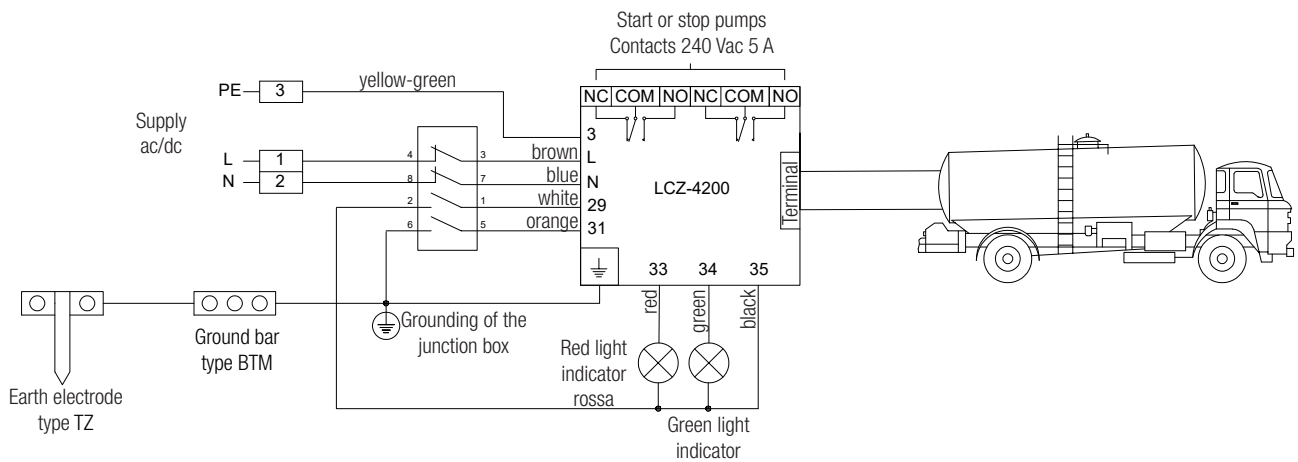 Start or stop pumps
Contacts 240 Vac 5 A
NC COM NO NC COM NO
PE 3 yellow-green
3
Supply
ac/dc
L 1 4 3 brown L
N 2 8 7 blue N
2 1 white 29
6 5 orange 31
LCZ-4200
Terminal
33 34 35
red green black
Grounding of the
junction box
Ground bar
type BTM
Earth electrode
type TZ
Red light
indicator
rossa
Green light
indicator